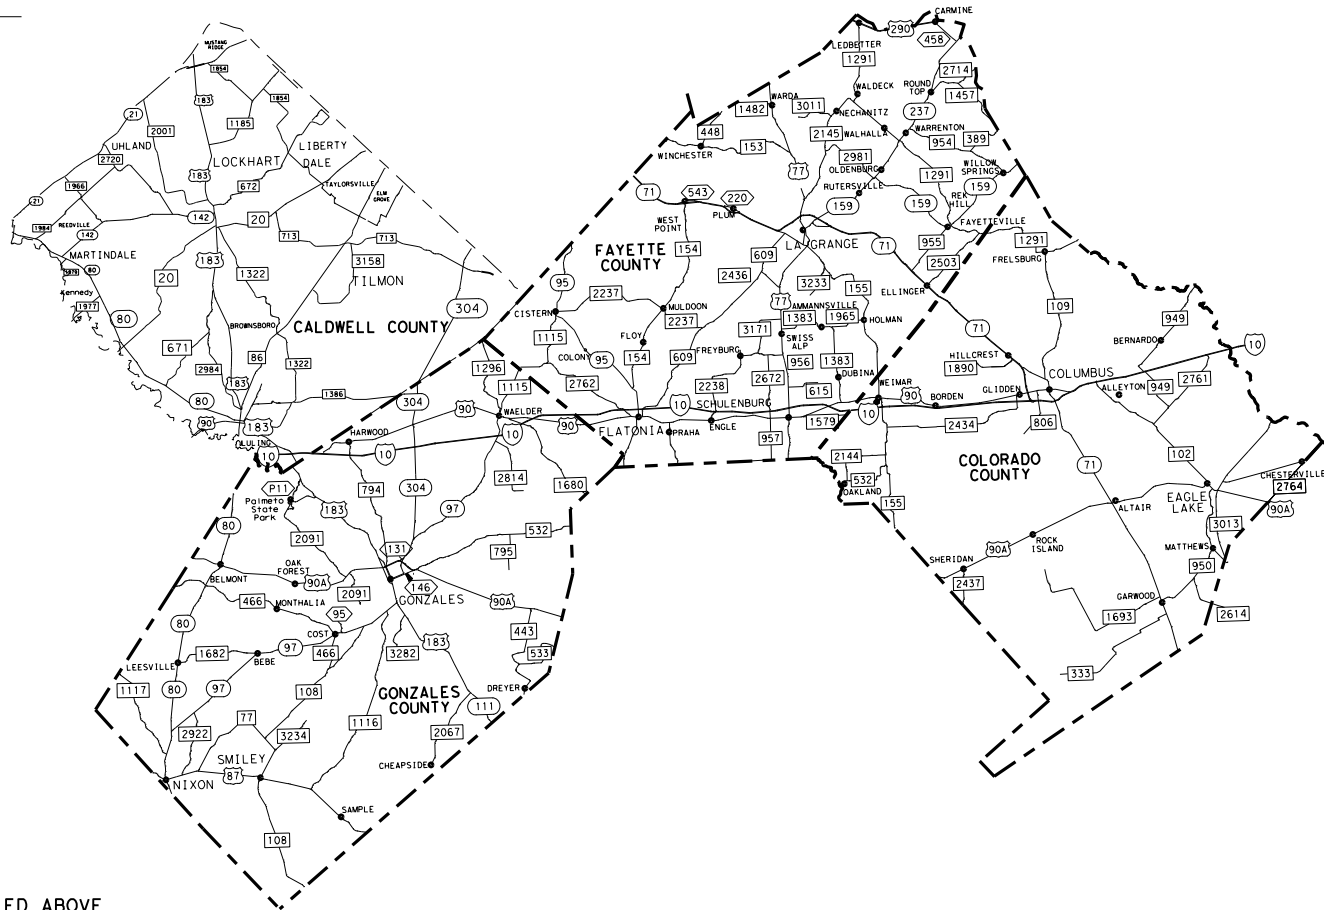 CARMINE
290
458
LEDBETTER
1291
2714
ROUND
TOP
1457
WALDECK
WARDA
1482
3011
NECHANITZ
237
448
2145
WALHALLA
WARRENTON
954
389
WINCHESTER
153
2981
OLDENBURG
WILLOW
SPRINGS
77
1291
159
RUTERSVILLE
REK
HILL
71
543
220
159
159
PLUM
WEST
POINT
FAYETTEVILLE
LA GRANGE
71
955
1291
FRELSBURG
FAYETTE
COUNTY
154
609
2503
2436
3233
95
2237
77
155
ELLINGER
109
CISTERN
MULDOON
AMMANNSVILLE
2237
1383
1965
HOLMAN
71
949
1115
FLOY
3171
SWISS
ALP
BERNARDO
10
COLONY
95
154
609
FREYBURG
956
1383
HILLCREST
1890
COLUMBUS
2762
2238
2672
DUBINA
615
WEIMAR
90
GLIDDEN
ALLEYTON
949
2761
10
SCHULENBURG
10
BORDEN
FLATONIA
PRAHA
ENGLE
1579
2434
806
957
2144
COLORADO
COUNTY
71
102
CHESTERVILLE
532
OAKLAND
2764
155
EAGLE
LAKE
90A
ALTAIR
3013
ROCK
ISLAND
90A
MATTHEWS
SHERIDAN
2437
950
GARWOOD
1693
2614
333
MUSTANG
RIDGE
1854
183
1854
21
2001
1185
UHLAND
LIBERTY
2720
LOCKHART
DALE
183
1966
672
TAYLORSVILLE
ELM
GROVE
21
142
20
1984
REEDVILLE
142
713
713
MARTINDALE
183
3158
80
20
1322
TILMON
Kennedy
1977
304
80
BROWNSBORO
CALDWELL COUNTY
671
86
2984
1322
183
1296
1115
80
1386
304
90
90
WAELDER
183
HARWOOD
10
90
LULING
10
10
P11
794
304
2814
1680
Palmeto
State
Park
183
97
80
532
2091
131
795
OAK
FOREST
BELMONT
90A
146
2091
GONZALES
90A
466
MONTHALIA
95
80
COST
183
443
1682
97
466
3282
533
LEESVILLE
BEBE
1117
80
97
108
GONZALES
COUNTY
DREYER
111
77
1116
2922
3234
2067
SMILEY
CHEAPSIDE
87
NIXON
SAMPLE
108
ED ABOVE